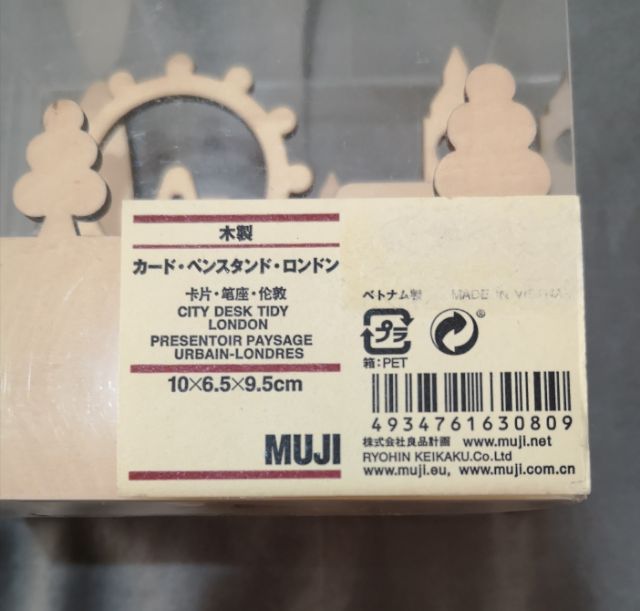 木製
カード・ペンスタンド・ロンドン
卡片・笔座・伦敦
CITY DESK TIDY
LONDON
PRESENTOIR PAYSAGE
URBAIN-LONDRES
10×6.5×9.5cm
MUJI
ベトナム製 MADE IN
プラ
®
箱:PET
4934761630809
株式会社良品計画 www.muji.net
RYOHIN KEIKAKU.Co.Ltd
www.muji.eu, www.muji.com.cn